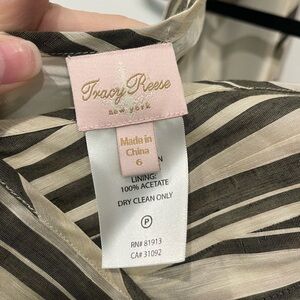 Tracy Reese
new york
Made in
China
6
LINING:
100% ACETATE
DRY CLEAN ONLY
P
RN# 81913
CA# 31092